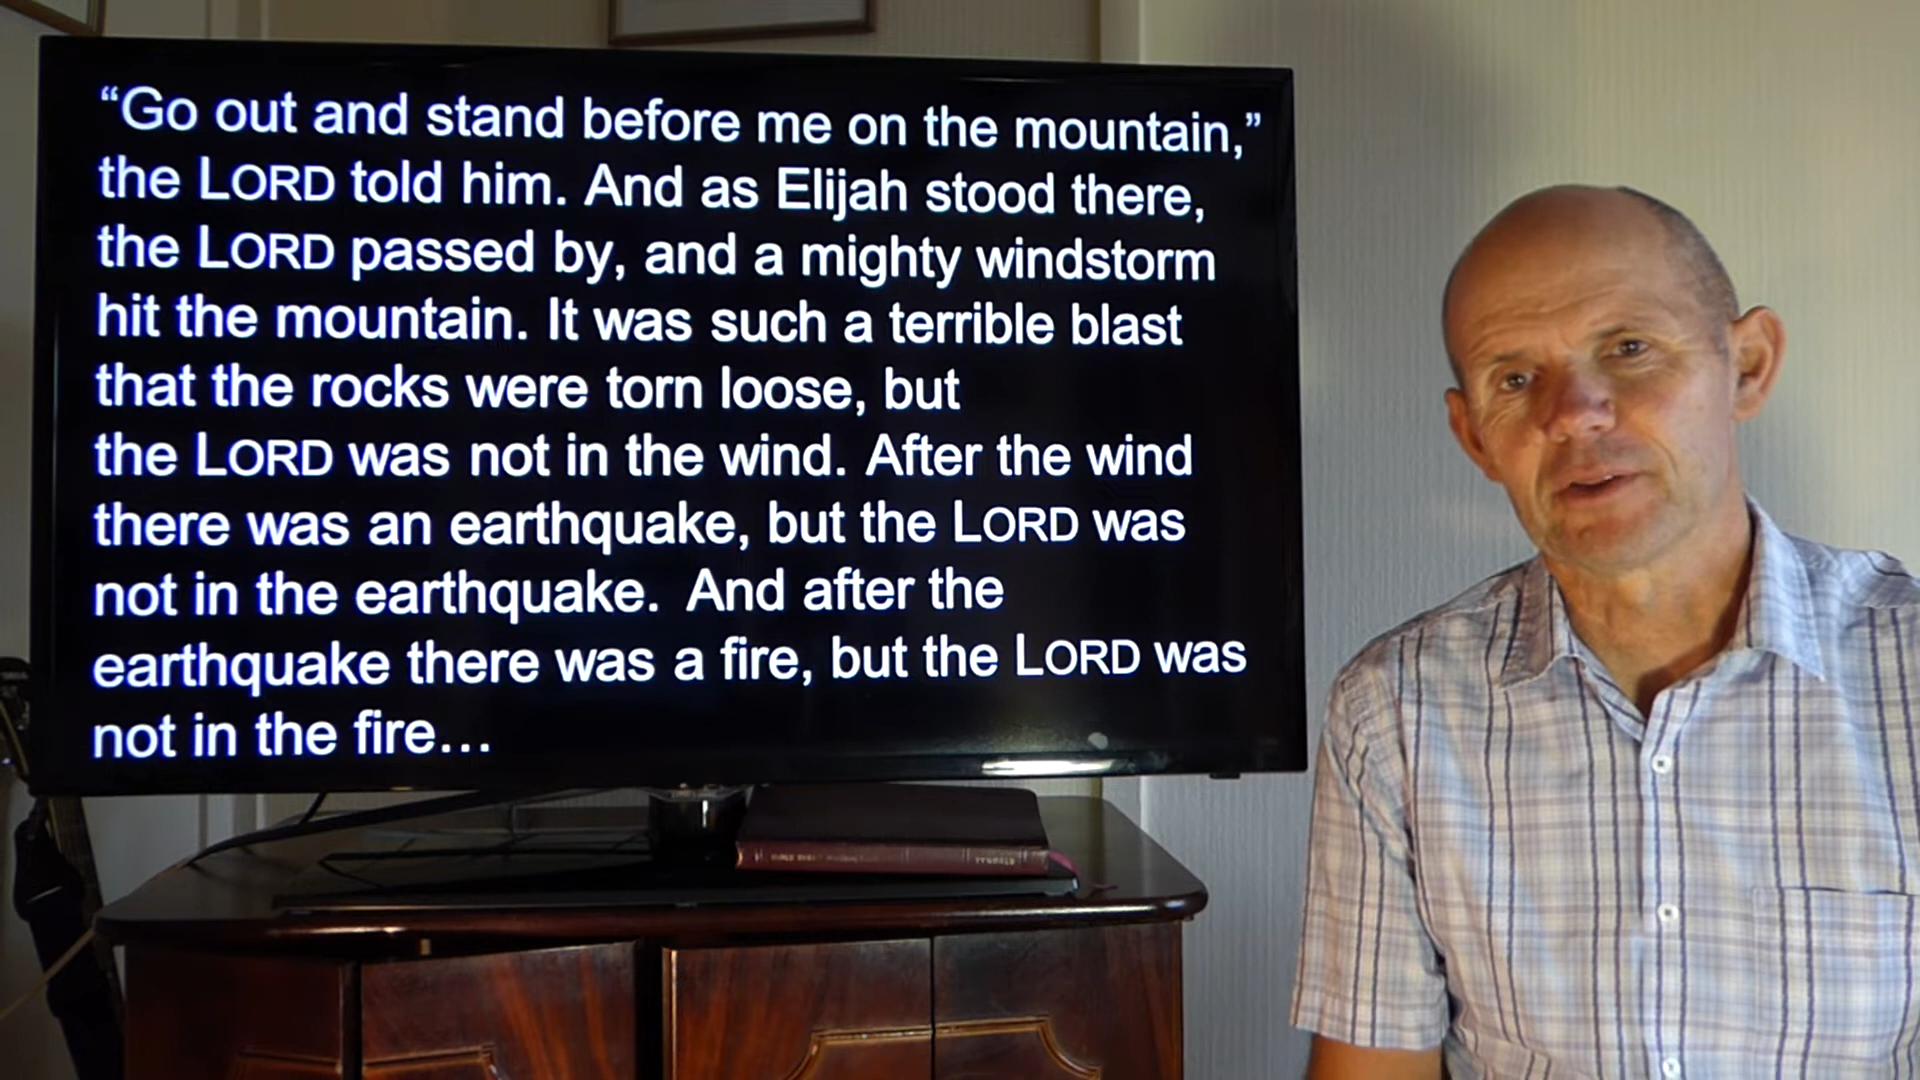 “Go out and stand before me on the mountain,”
the LORD told him. And as Elijah stood there,
the LORD passed by, and a mighty windstorm
hit the mountain. It was such a terrible blast
that the rocks were torn loose, but
the LORD was not in the wind. After the wind
there was an earthquake, but the LORD was
not in the earthquake.  And after the
earthquake there was a fire, but the LORD was
not in the fire…